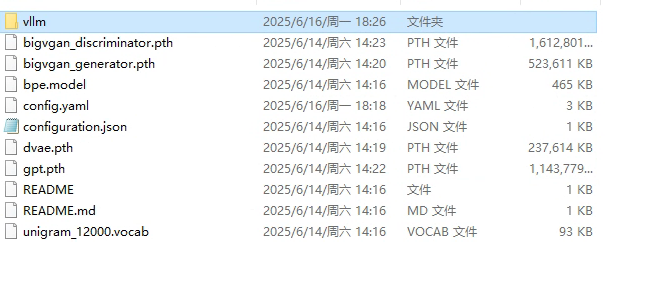 vllm 2025/6/16/周一 18:26 文件夹
bigvgan_discriminator.pth 2025/6/14/周六 14:23 PTH 文件 1,612,801...
bigvgan_generator.pth 2025/6/14/周六 14:20 PTH 文件 523,611 KB
bpe.model 2025/6/14/周六 14:16 MODEL 文件 465 KB
config.yaml 2025/6/16/周一 18:18 YAML 文件 3 KB
configuration.json 2025/6/14/周六 14:16 JSON 文件 1 KB
dvae.pth 2025/6/14/周六 14:19 PTH 文件 237,614 KB
gpt.pth 2025/6/14/周六 14:22 PTH 文件 1,143,779...
README 2025/6/14/周六 14:16 文件 1 KB
README.md 2025/6/14/周六 14:16 MD 文件 1 KB
unigram_12000.vocab 2025/6/14/周六 14:16 VOCAB 文件 93 KB